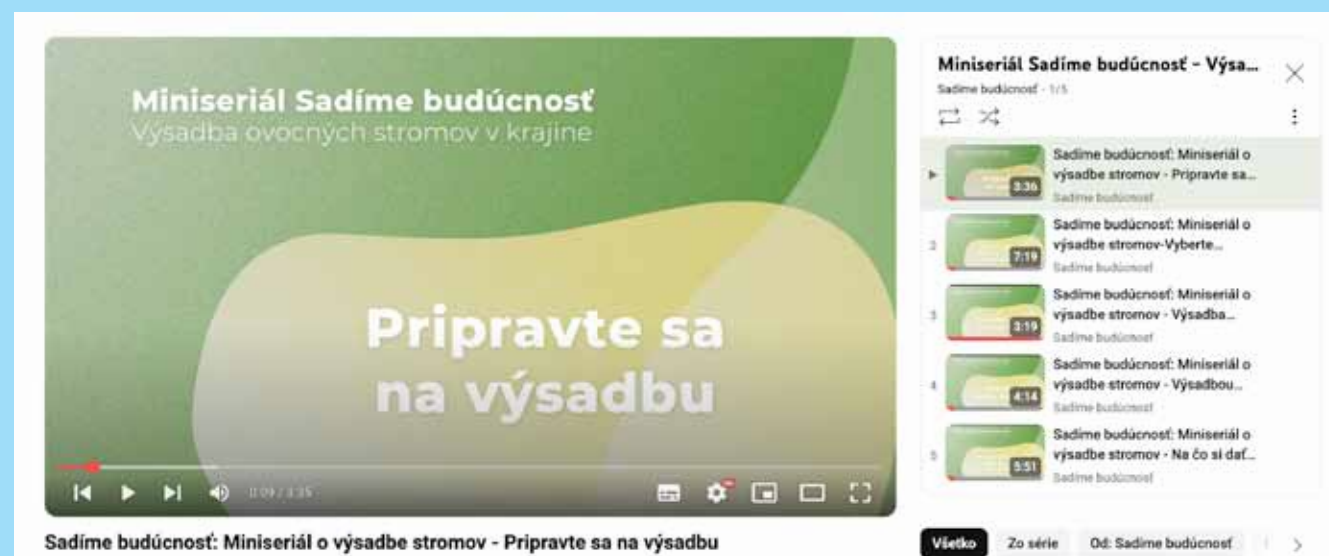 Miniseriál Sadíme budúcnosť
Výsadba ovocných stromov v krajine
Pripravte sa
na výsadbu
0:09 / 3:35
Sadíme budúcnosť: Miniseriál o výsadbe stromov - Pripravte sa na výsadbu
Miniseriál Sadíme budúcnosť – Výsa...
Sadíme budúcnosť - 1/5
3:36
Sadíme budúcnosť: Miniseriál o
výsadbe stromov - Pripravte sa...
Sadíme budúcnosť
2
7:19
Sadíme budúcnosť: Miniseriál o
výsadbe stromov-Vyberte...
Sadíme budúcnosť
3
3:19
Sadíme budúcnosť: Miniseriál o
výsadbe stromov - Výsadba...
Sadíme budúcnosť
4
4:14
Sadíme budúcnosť: Miniseriál o
výsadbe stromov - Výsadbou...
Sadíme budúcnosť
5
5:51
Sadíme budúcnosť: Miniseriál o
výsadbe stromov - Na čo si dať...
Sadíme budúcnosť
Všetko
Zo série
Od: Sadíme budúcnosť